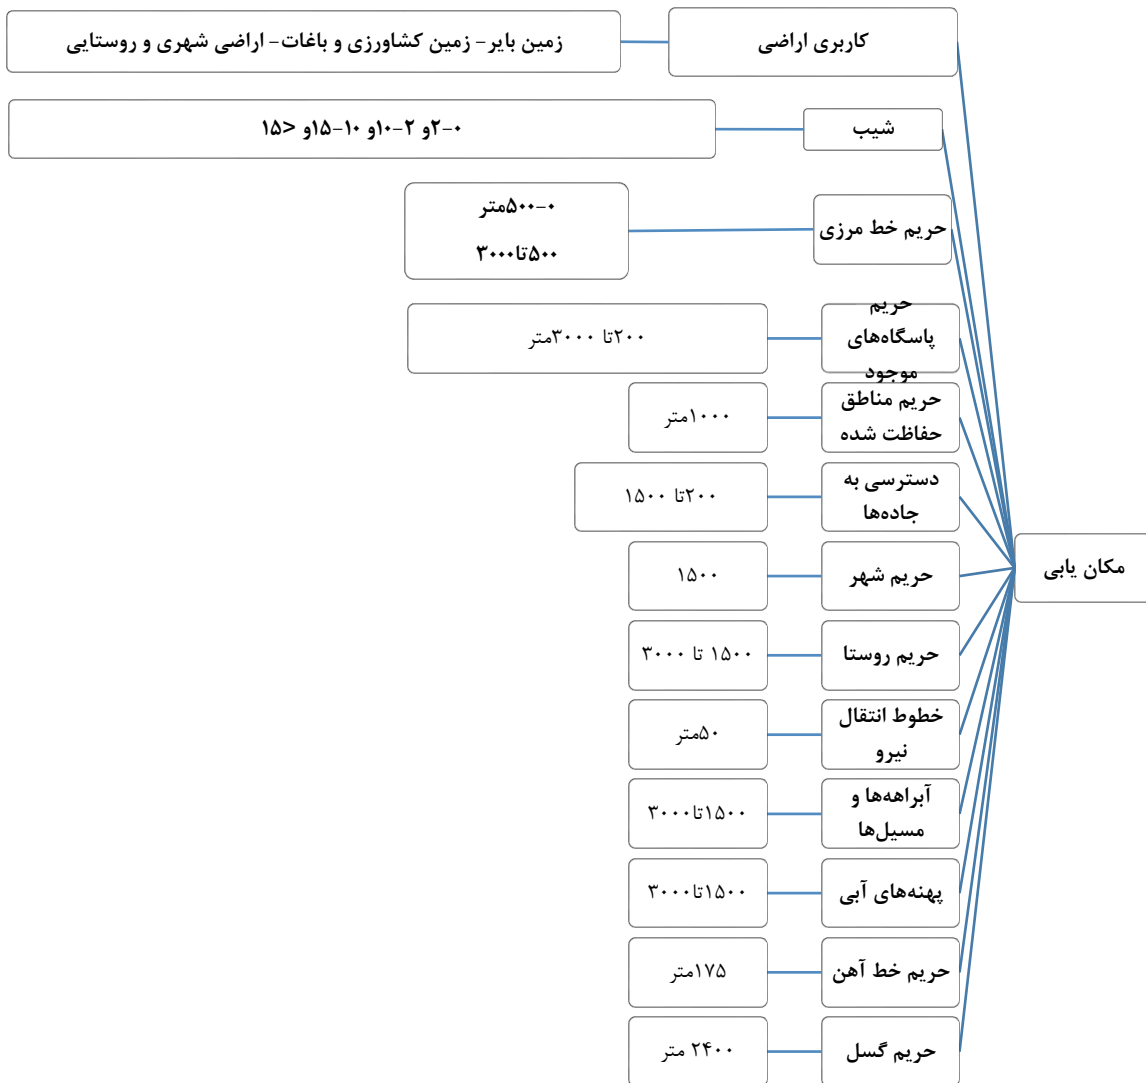 کاربری اراضی
زمین بایر- زمین کشاورزی و باغات- اراضی شهری و روستایی
شیب
۰-۲و ۲-۱۰و ۱۰-۱۵و <۱۵
حریم خط مرزی
۰-۵۰۰متر
۵۰۰تا۳۰۰۰
حریم
پاسگاه‌های
موجود
۲۰۰تا ۳۰۰۰متر
حریم مناطق
حفاظت شده
۱۰۰۰متر
دسترسی به
جاده‌ها
۲۰۰تا ۱۵۰۰
مکان یابی
حریم شهر
۱۵۰۰
حریم روستا
۱۵۰۰ تا ۳۰۰۰
خطوط انتقال
نیرو
۵۰متر
آبراهه‌ها و
مسیل‌ها
۱۵۰۰تا۳۰۰۰
پهنه‌های آبی
۱۵۰۰تا۳۰۰۰
حریم خط آهن
۱۷۵متر
حریم گسل
۲۴۰۰ متر